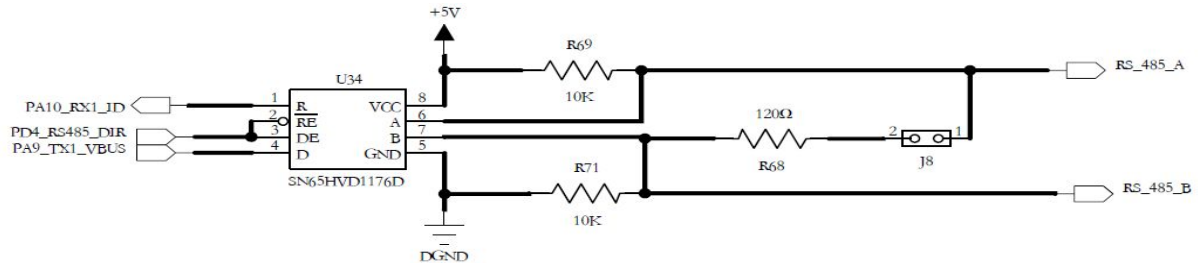 +5V
R69
10K
RS_485_A
U34
PA10_RX1_ID
1 R VCC 8
2 RE A 6
PD4_RS485_DIR
3 DE B 7
PA9_TX1_VBUS
4 D GND 5
SN65HVD1176D
120Ω
R68
2 1
J8
R71
10K
RS_485_B
DGND